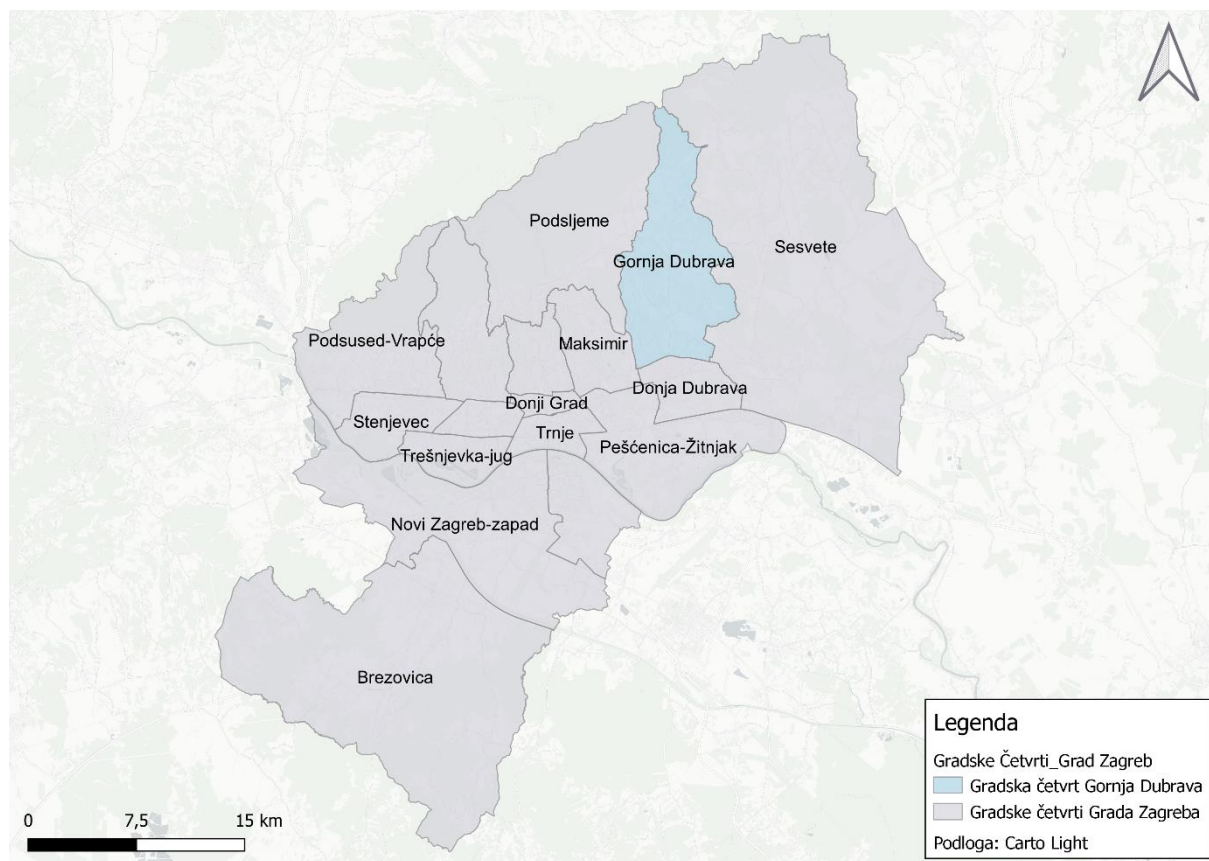 Podsljeme
Sesvete
Gornja Dubrava
Podsused-Vrapče
Maksimir
Donja Dubrava
Donji Grad
Stenjevec
Trnje
Pešćenica-Žitnjak
Trešnjevka-jug
Novi Zagreb-zapad
Brezovica
Legenda
Gradske Četvrti_Grad Zagreb
Gradska četvrt Gornja Dubrava
Gradske četvrti Grada Zagreba
Podloga: Carto Light
0 7,5 15 km